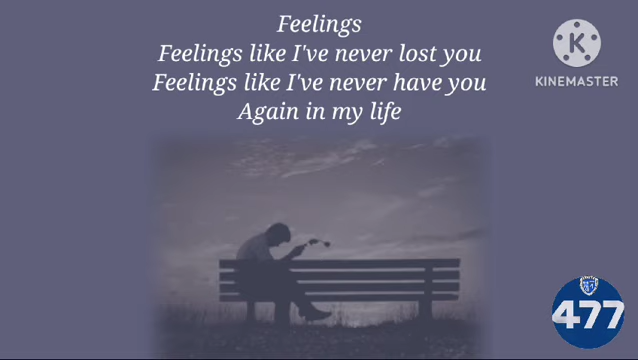 Feelings
Feelings like I've never lost you
Feelings like I've never have you
Again in my life
K
KINEMASTER
477